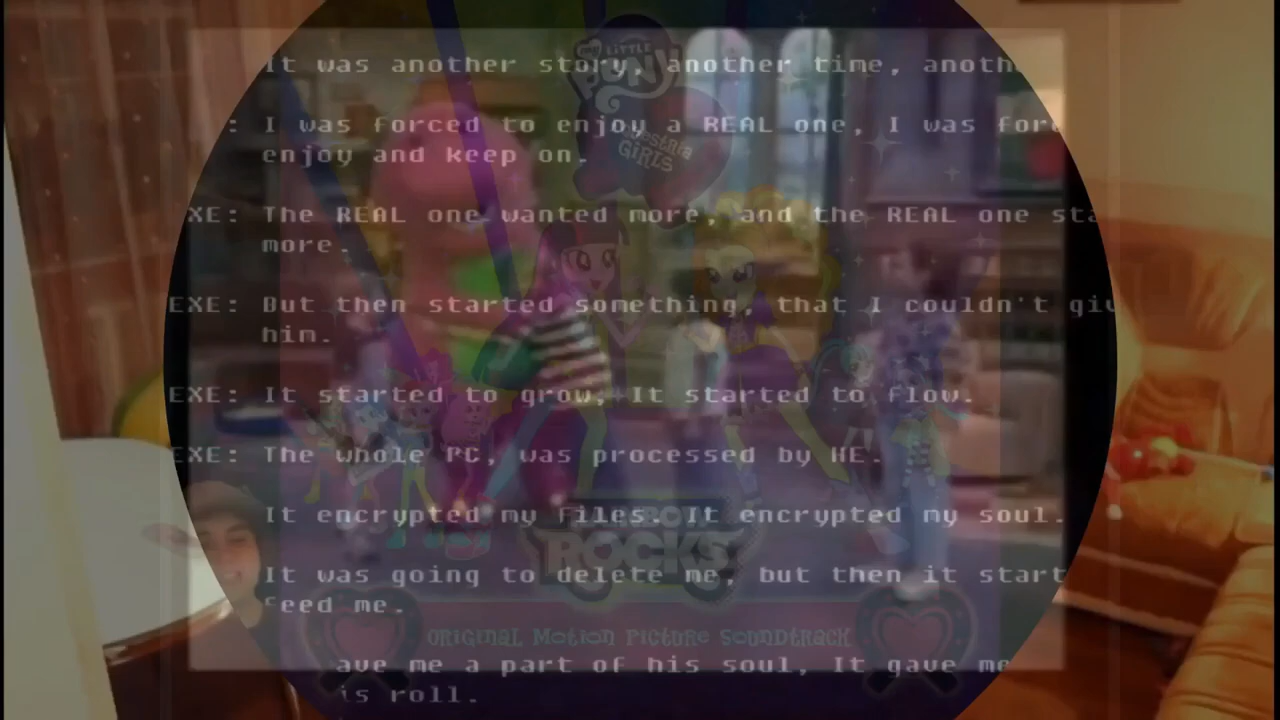 It was another story, another time, anoth
: I was forced to enjoy a REAL one, I was for
enjoy and keep on.
XE: The REAL one wanted more, and the REAL one sta
more.
EXE: But then started something, that I couldn't giv
him.
EXE: It started to grow, It started to flow.
EXE: The whole PC, was processed by HE.
It encrypted my files. It encrypted my soul.
It was going to delete me, but then it start
feed me.
ave me a part of his soul, It gave me
is roll.
MY LITTLE
PONY
EQUESTRIA
GIRLS
ROCKS
ORIGINAL MOTION PICTURE SOUNDTRACK